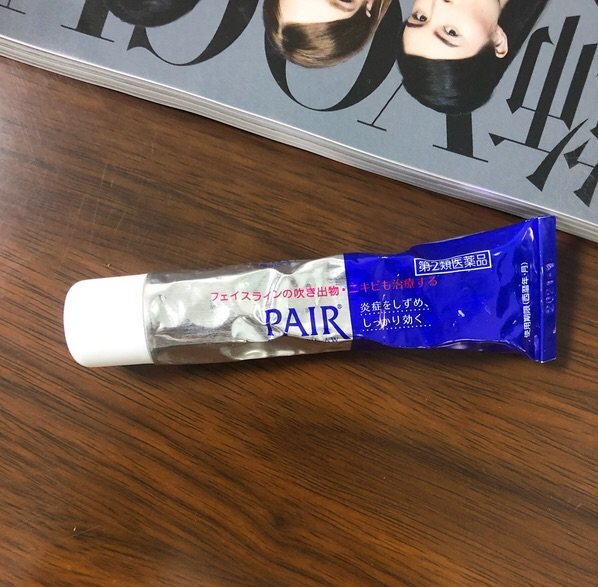 第2類医薬品
フェイスラインの吹き出物・ニキビも治療する
PAIR®
炎症をしずめ、
しっかり効く。
使用期限(西暦年・月)